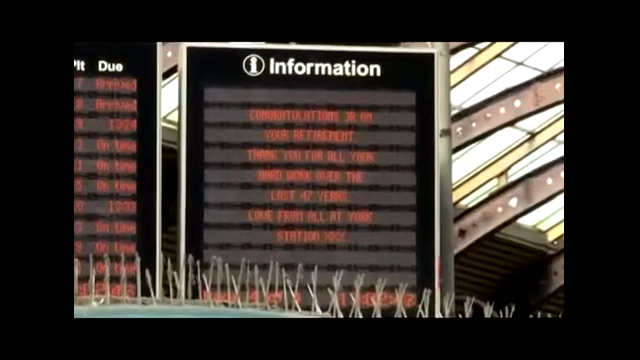 Plt Due
Arrived
Arrived
On time
On time
On time
On time
On time
On time
Information
CONGRATULATIONS JR ON
YOUR RETIREMENT
THANK YOU FOR ALL YOUR
HARD WORK OVER THE
LAST 47 YEARS
LOVE FROM ALL AT YORK
STATION XXX